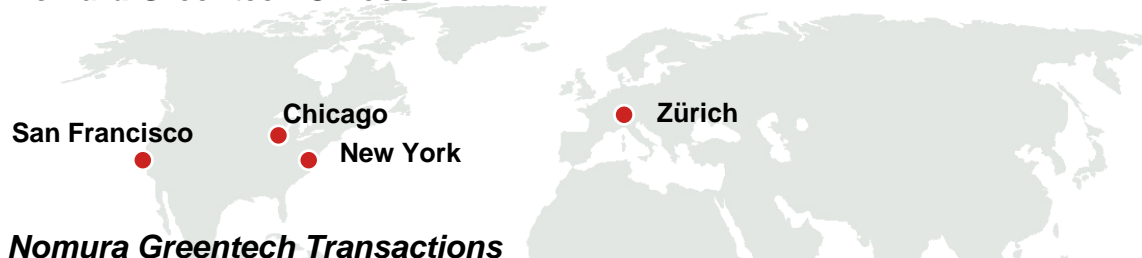 Chicago
San Francisco
Zürich
New York
Nomura Greentech Transactions